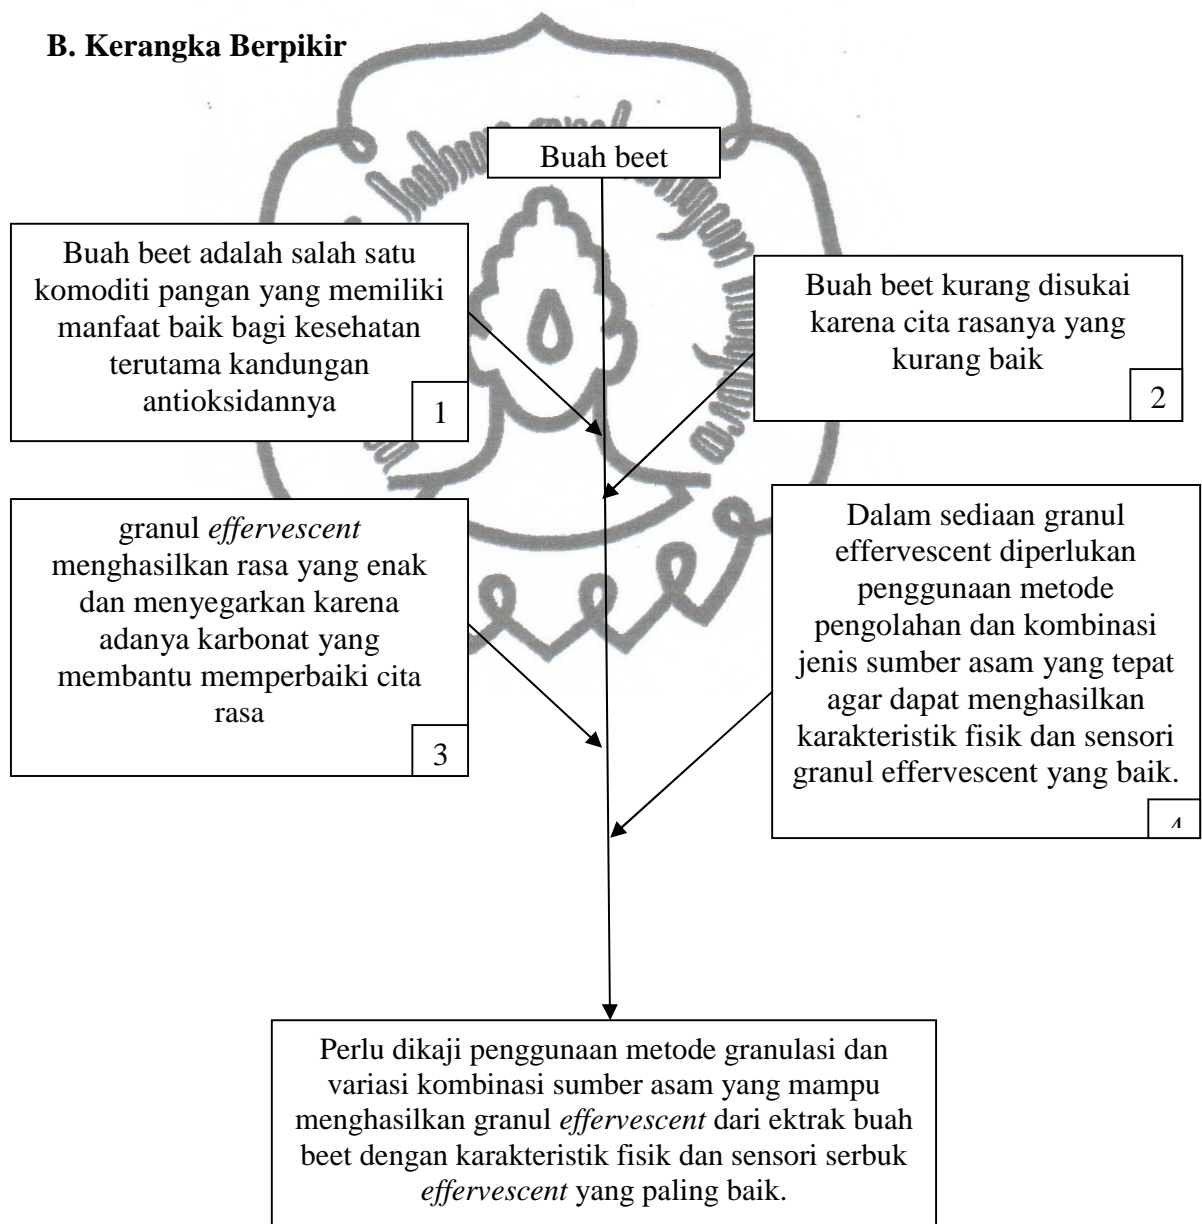 B. Kerangka Berpikir
Buah beet
Buah beet adalah salah satu
komoditi pangan yang memiliki
manfaat baik bagi kesehatan
terutama kandungan
antioksidannya
1
Buah beet kurang disukai
karena cita rasanya yang
kurang baik
2
granul effervescent
menghasilkan rasa yang enak
dan menyegarkan karena
adanya karbonat yang
membantu memperbaiki cita
rasa
3
Dalam sediaan granul
effervescent diperlukan
penggunaan metode
pengolahan dan kombinasi
jenis sumber asam yang tepat
agar dapat menghasilkan
karakteristik fisik dan sensori
granul effervescent yang baik.
4
Perlu dikaji penggunaan metode granulasi dan
variasi kombinasi sumber asam yang mampu
menghasilkan granul effervescent dari ektrak buah
beet dengan karakteristik fisik dan sensori serbuk
effervescent yang paling baik.